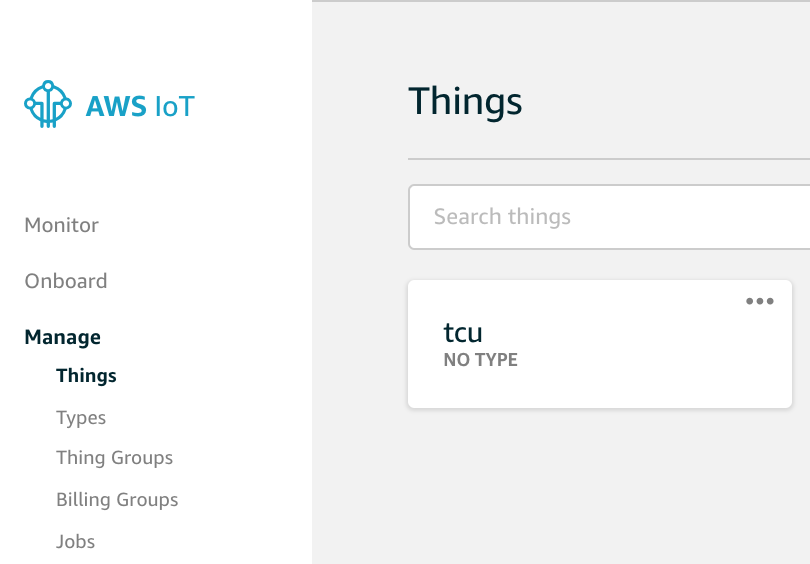 AWS IoT
Monitor
Onboard
Manage
Things
Types
Thing Groups
Billing Groups
Jobs
Things
Search things
tcu
NO TYPE